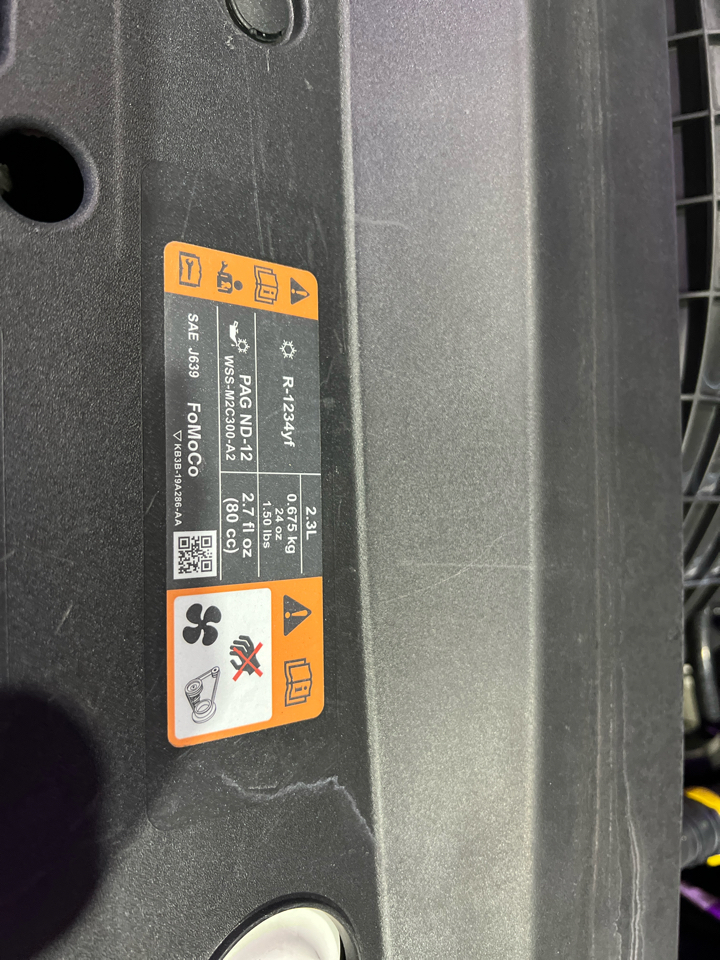 R-1234yf
2.3L
0.675 kg
24 oz
1.50 lbs
PAG ND-12
WSS-M2C300-A2
2.7 fl oz
(80 cc)
SAE J639
FoMoCo
KB3B-19A286-AA